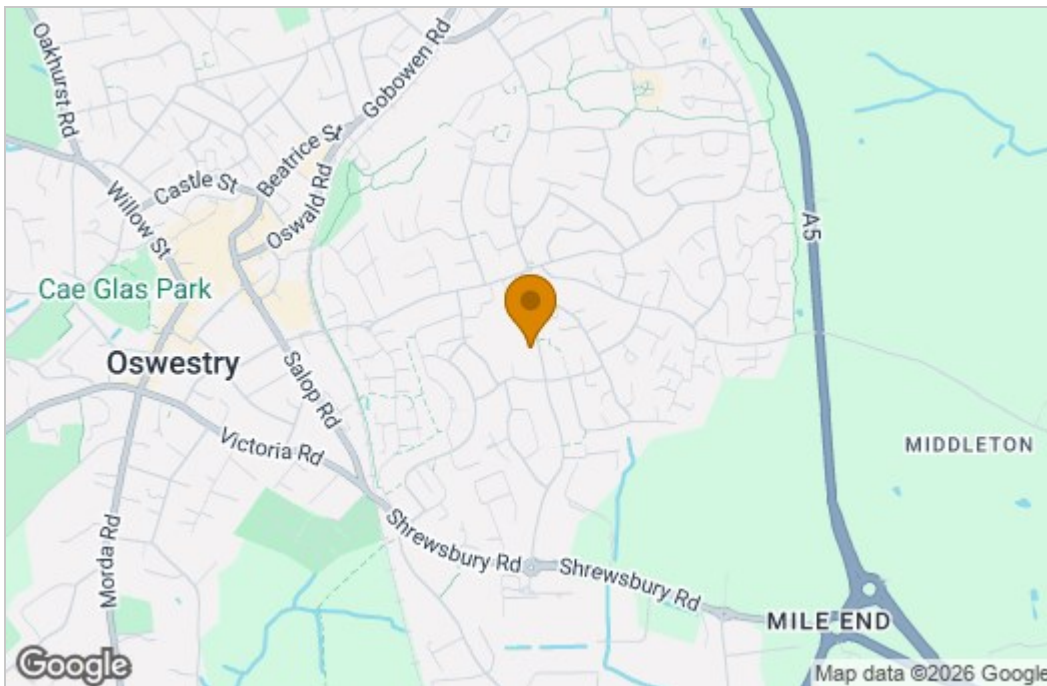 Oakhurst Rd
Gobowen Rd
Beatrice St
Castle St
Oswald Rd
Willow St
A5
Cae Glas Park
Oswestry
Salop Rd
Victoria Rd
MIDDLETON
Morda Rd
Shrewsbury Rd
Shrewsbury Rd
MILE END
Google
Map data ©2026 Google